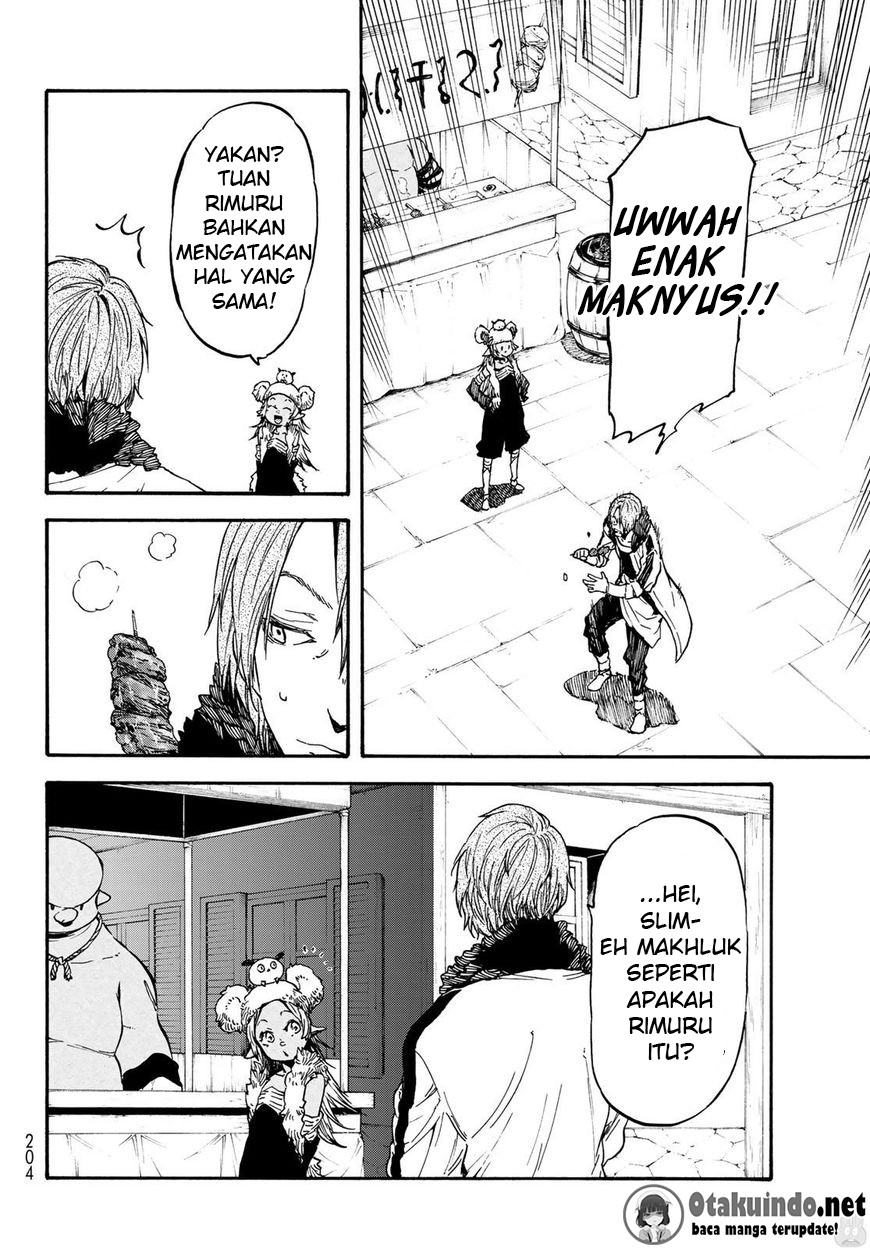 UWWAH
ENAK
MAKNYUS!!
YAKAN?
TUAN
RIMURU
BAHKAN
MENGATAKAN
HAL YANG
SAMA!
...HEI,
SLIM-
EH MAKHLUK
SEPERTI
APAKAH
RIMURU
ITU?
204
Otakuindo.net
baca manga terupdate!